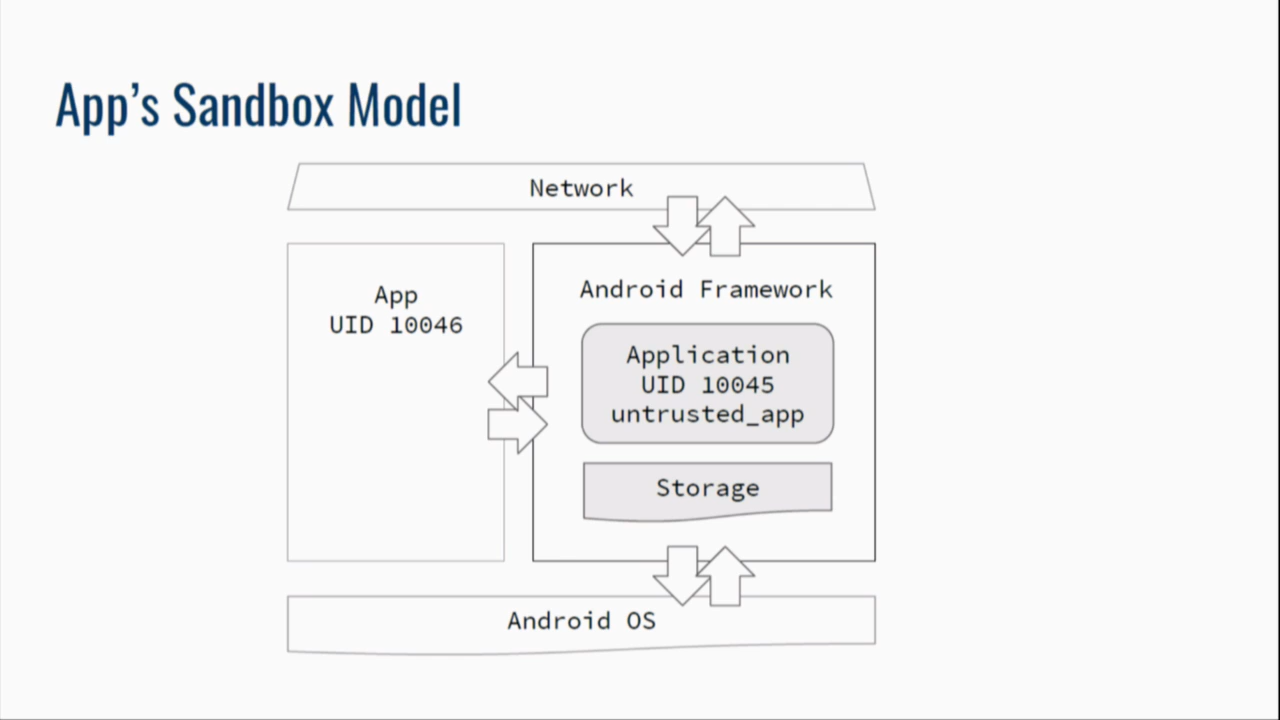 App’s Sandbox Model
Network
App
UID 10046
Android Framework
Application
UID 10045
untrusted_app
Storage
Android OS